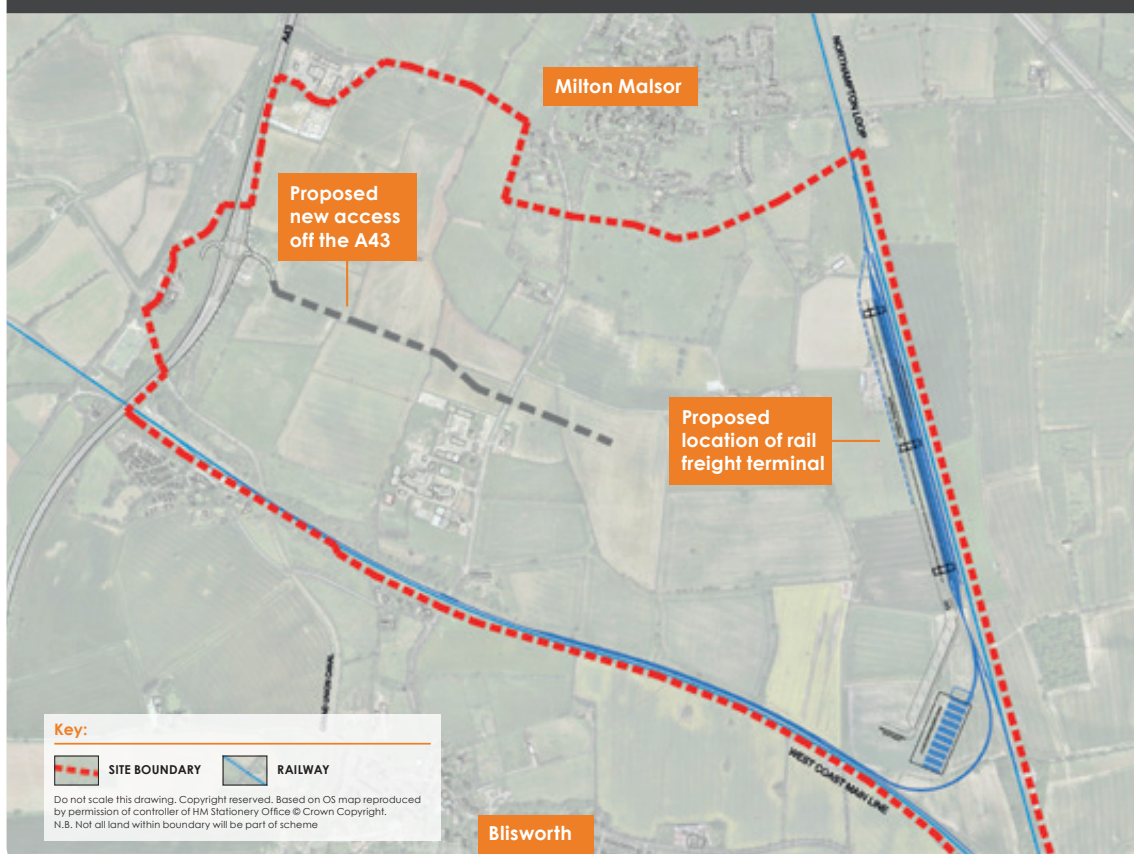 A43
NORTHAMPTON LOOP
Milton Malsor
Proposed
new access
off the A43
Proposed
location of rail
freight terminal
WEST COAST MAIN LINE
Key:
SITE BOUNDARY
RAILWAY
Do not scale this drawing. Copyright reserved. Based on OS map reproduced
by permission of controller of HM Stationery Office © Crown Copyright.
N.B. Not all land within boundary will be part of scheme
UNION CANAL
Blisworth